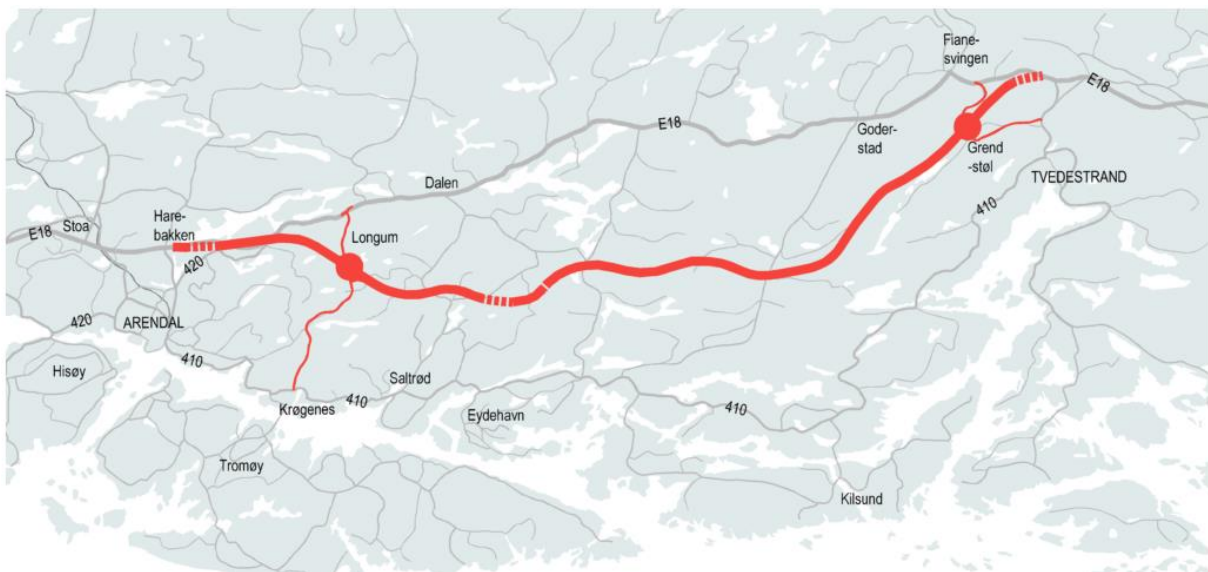 Fiane-
svingen
E18
E18
Goder-
stad
Grend
-støl
TVEDESTRAND
Dalen
410
Hare-
bakken
Stoa
E18
Longum
420
ARENDAL
420
410
Hisøy
Saltrød
410
Krøgenes
Eydehavn
410
Tromøy
Kilsund